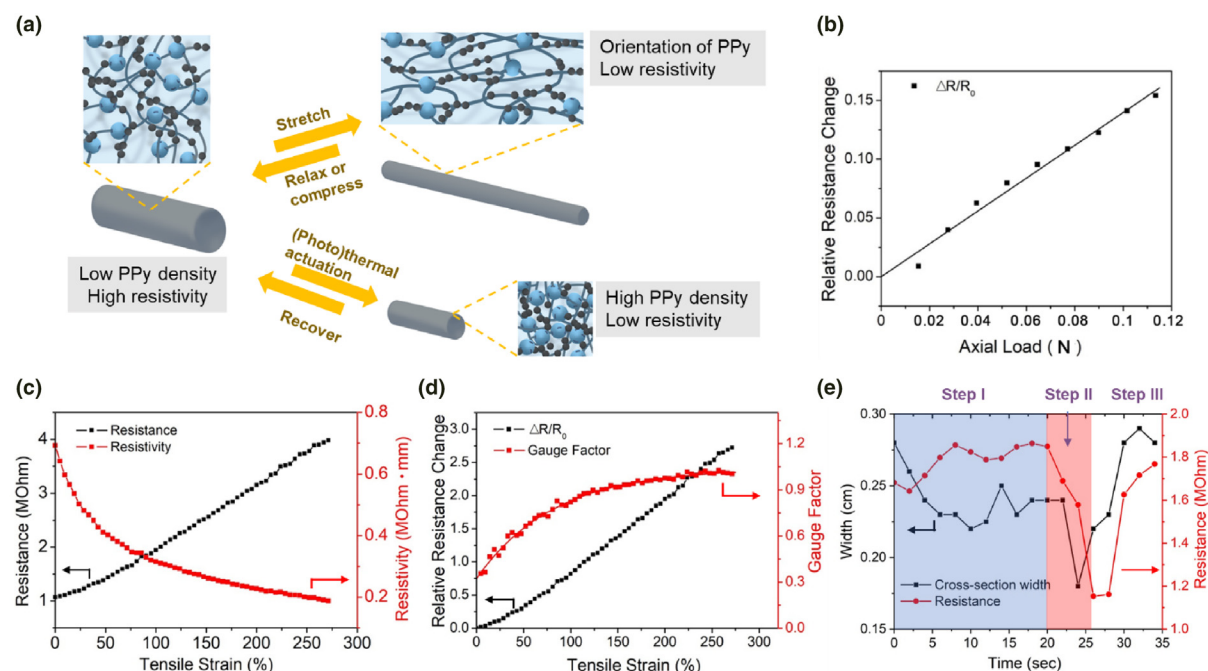 (a)
Orientation of PPy
Low resistivity
Stretch
Relax or
compress
(Photo)thermal
actuation
Recover
Low PPy density
High resistivity
High PPy density
Low resistivity
(b)
Relative Resistance Change
0.15
0.10
0.05
0.00
△R/R0
0 0.02 0.04 0.06 0.08 0.1 0.12 0.14
Axial Load ( N )
(c)
Resistance (MOhm)
4
3
2
1
Resistance
Resistivity
0.8
0.6
0.4
0.2
Resistivity (MOhm · mm)
0 50 100 150 200 250 300
Tensile Strain (%)
(d)
Relative Resistance Change
3.0
2.5
2.0
1.5
1.0
0.5
0.0
△R/R0
Gauge Factor
1.2
0.9
0.6
0.3
0.0
Gauge Factor
0 50 100 150 200 250 300
Tensile Strain (%)
(e)
Step I
Step II
Step III
Width (cm)
0.30
0.25
0.20
0.15
Cross-section width
Resistance
2.0
1.8
1.6
1.4
1.2
1.0
Resistance (MOhm)
0 5 10 15 20 25 30 35
Time (sec)